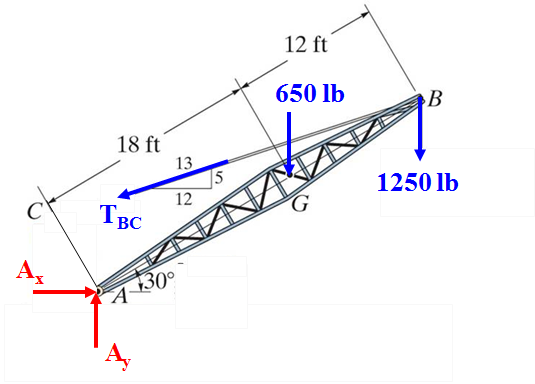 12 ft
650 lb
B
18 ft
13
5
12
1250 lb
C
T_BC
G
A_x
30°
A
A_y